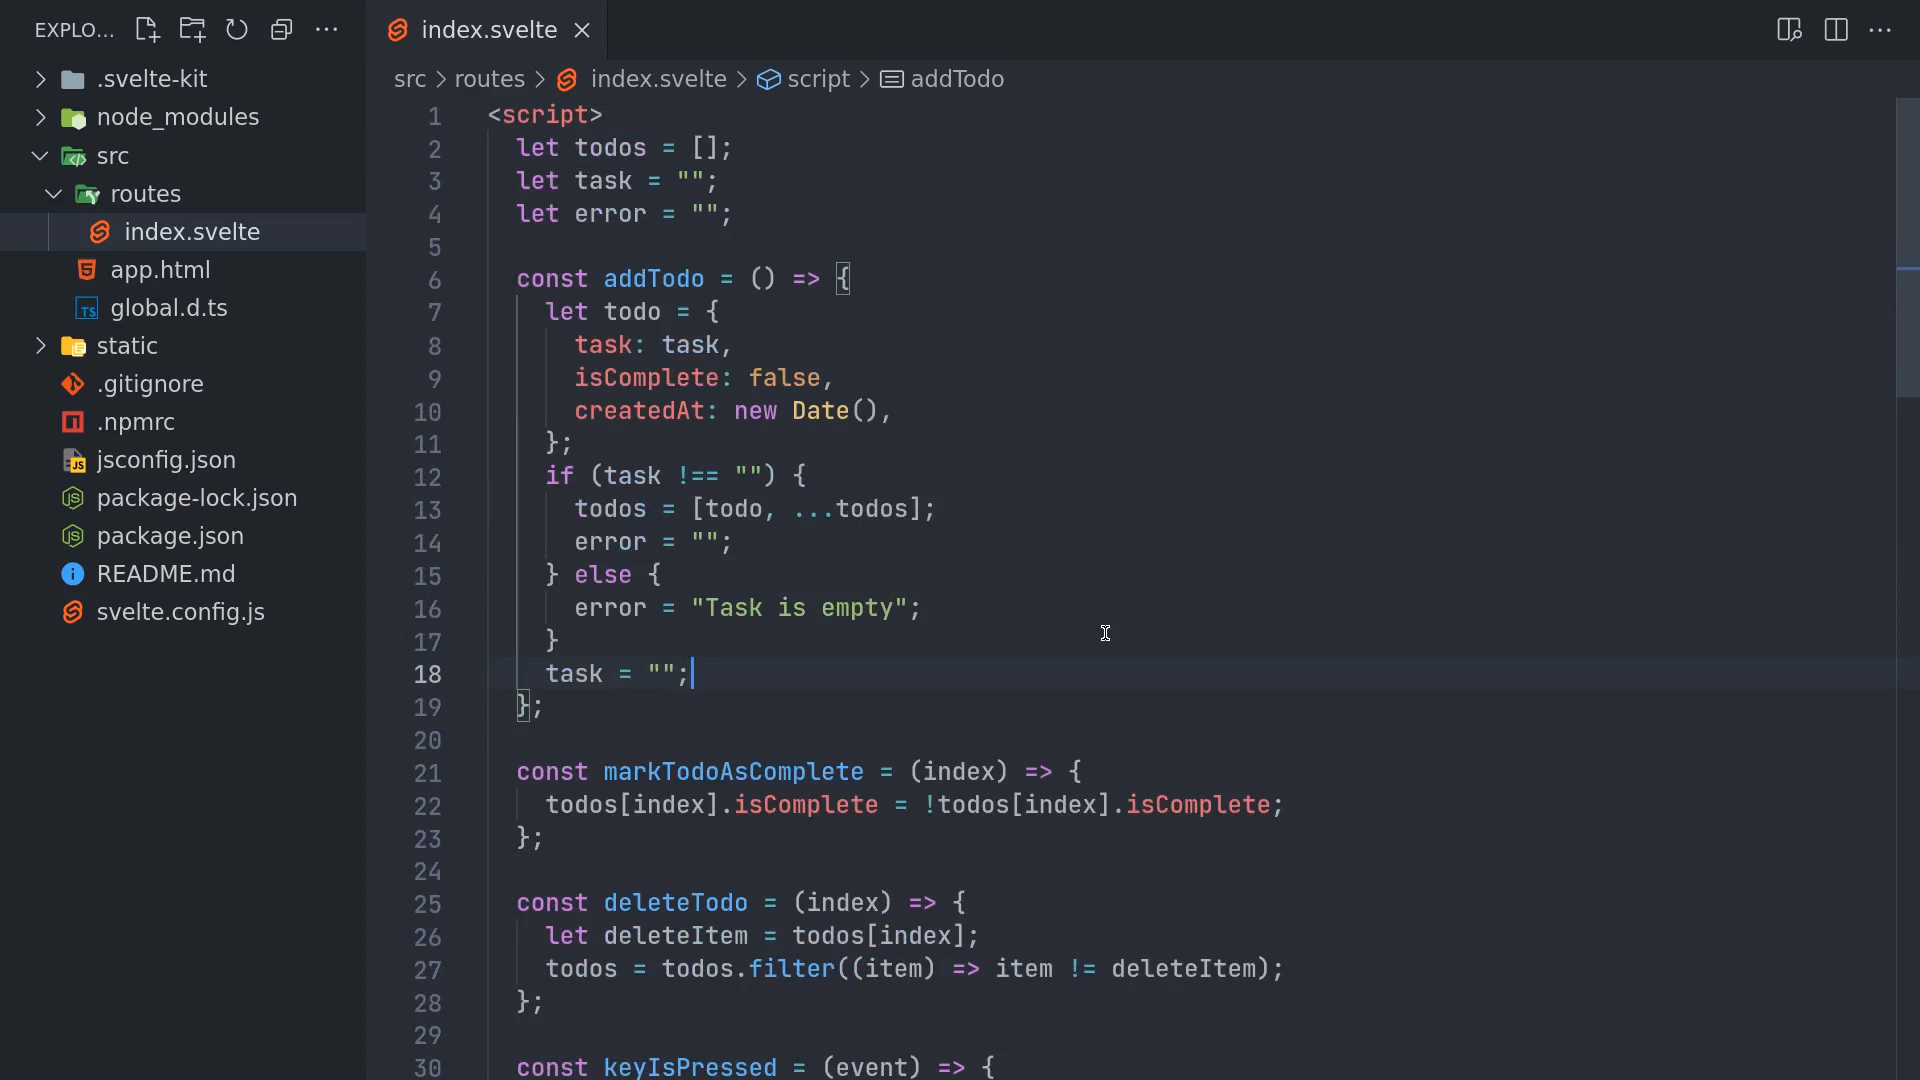 EXPLO...
.svelte-kit
node_modules
src
routes
index.svelte
app.html
TS global.d.ts
static
.gitignore
.npmrc
JS jsconfig.json
JS package-lock.json
JS package.json
README.md
svelte.config.js
index.svelte
src > routes > index.svelte > script > addTodo
1 <script>
2 let todos = [];
3 let task = "";
4 let error = "";
5
6 const addTodo = () => {
7 let todo = {
8 task: task,
9 isComplete: false,
10 createdAt: new Date(),
11 };
12 if (task !== "") {
13 todos = [todo, ...todos];
14 error = "";
15 } else {
16 error = "Task is empty";
17 }
18 task = "";
19 };
20
21 const markTodoAsComplete = (index) => {
22 todos[index].isComplete = !todos[index].isComplete;
23 };
24
25 const deleteTodo = (index) => {
26 let deleteItem = todos[index];
27 todos = todos.filter((item) => item != deleteItem);
28 };
29
30 const keyIsPressed = (event) => {